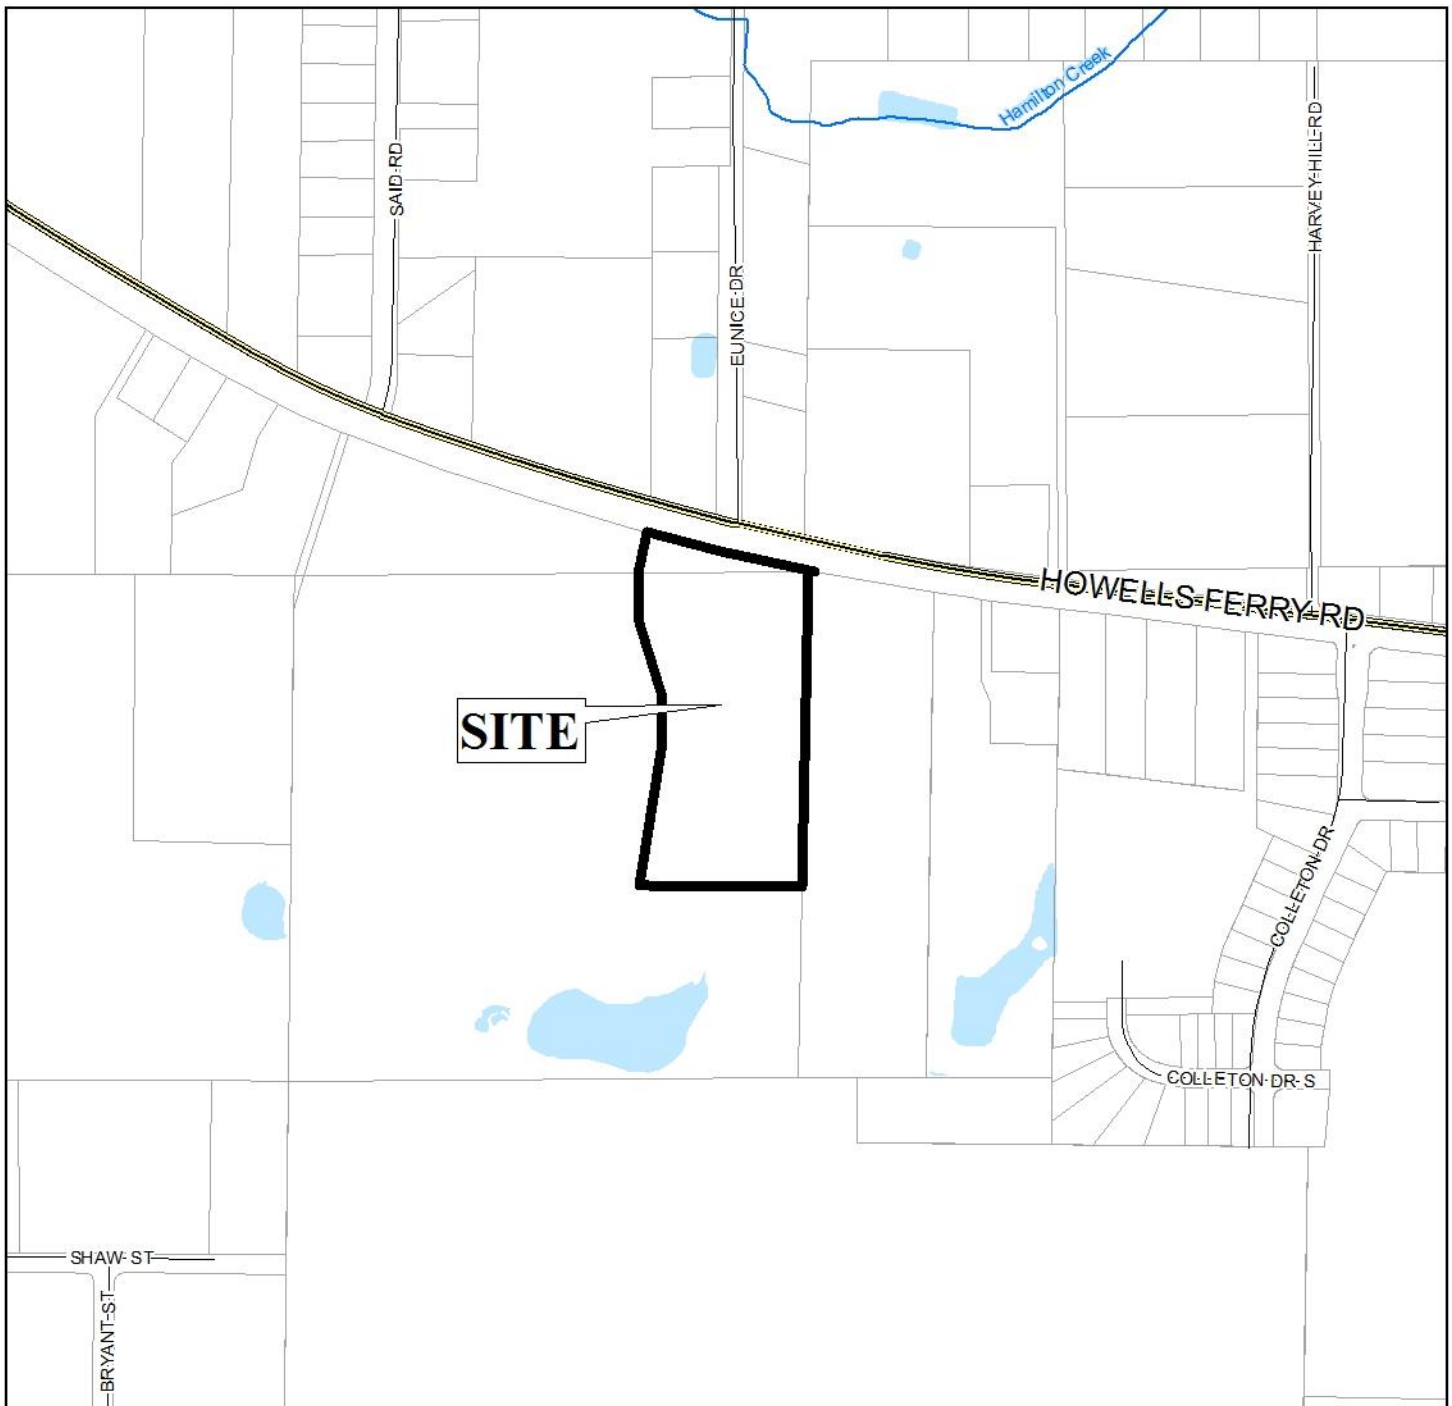 Hamilton Creek
SAID RD
HARVEY HILL RD
EUNICE DR
HOWELLS FERRY RD
SITE
COLLETON DR
COLLETON DR S
SHAW ST
BRYANT ST